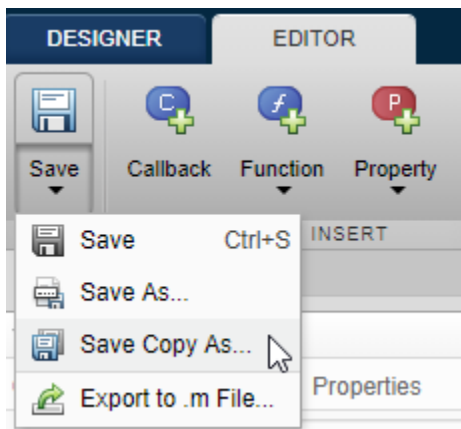 DESIGNER EDITOR
C f P
Save Callback Function Property
Save Ctrl+S INSERT
Save As...
Save Copy As...
Export to .m File... Properties